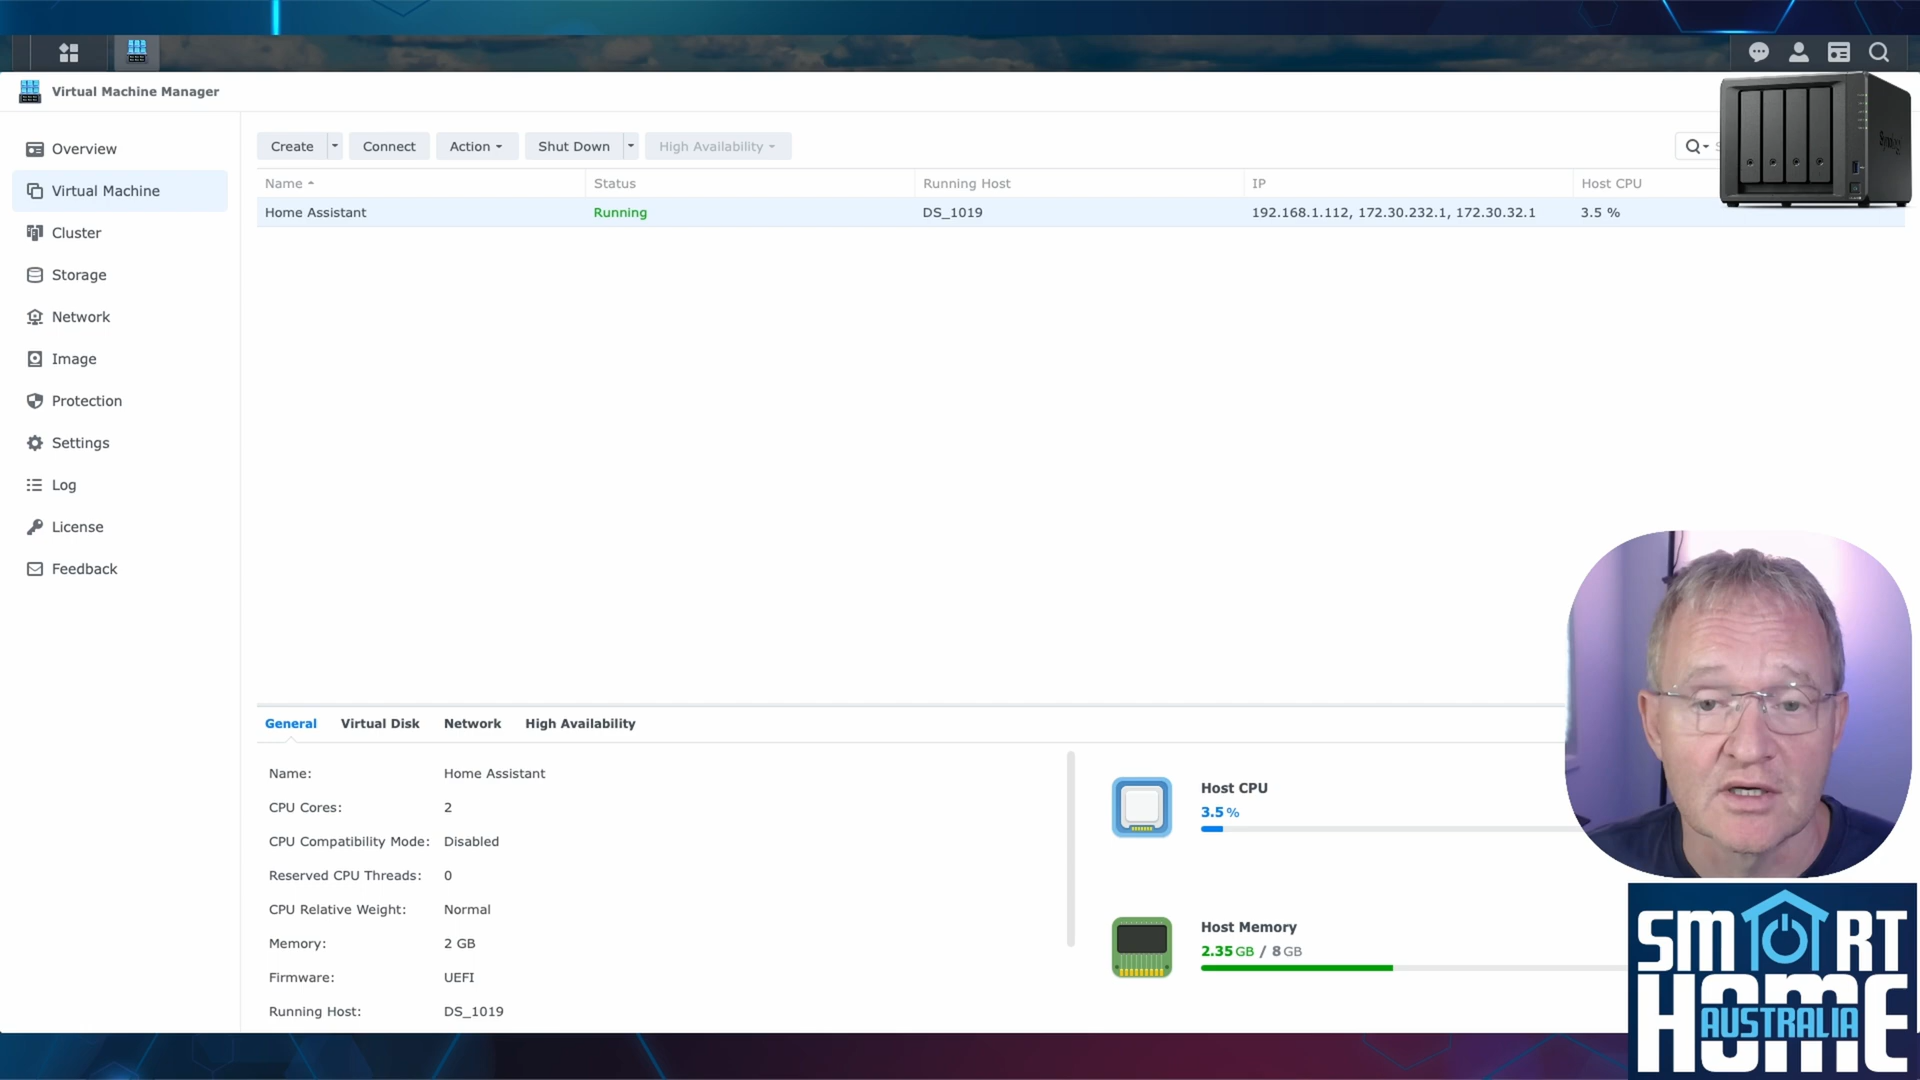 Virtual Machine Manager
Overview
Virtual Machine
Cluster
Storage
Network
Image
Protection
Settings
Log
License
Feedback
Create Connect Action Shut Down High Availability
Name Status Running Host IP Host CPU
Home Assistant Running DS_1019 192.168.1.112, 172.30.232.1, 172.30.32.1 3.5 %
Synology
General Virtual Disk Network High Availability
Name: Home Assistant
CPU Cores: 2
CPU Compatibility Mode: Disabled
Reserved CPU Threads: 0
CPU Relative Weight: Normal
Memory: 2 GB
Firmware: UEFI
Running Host: DS_1019
Host CPU
3.5 %
Host Memory
2.35 GB / 8 GB
SMART
HOME
AUSTRALIA